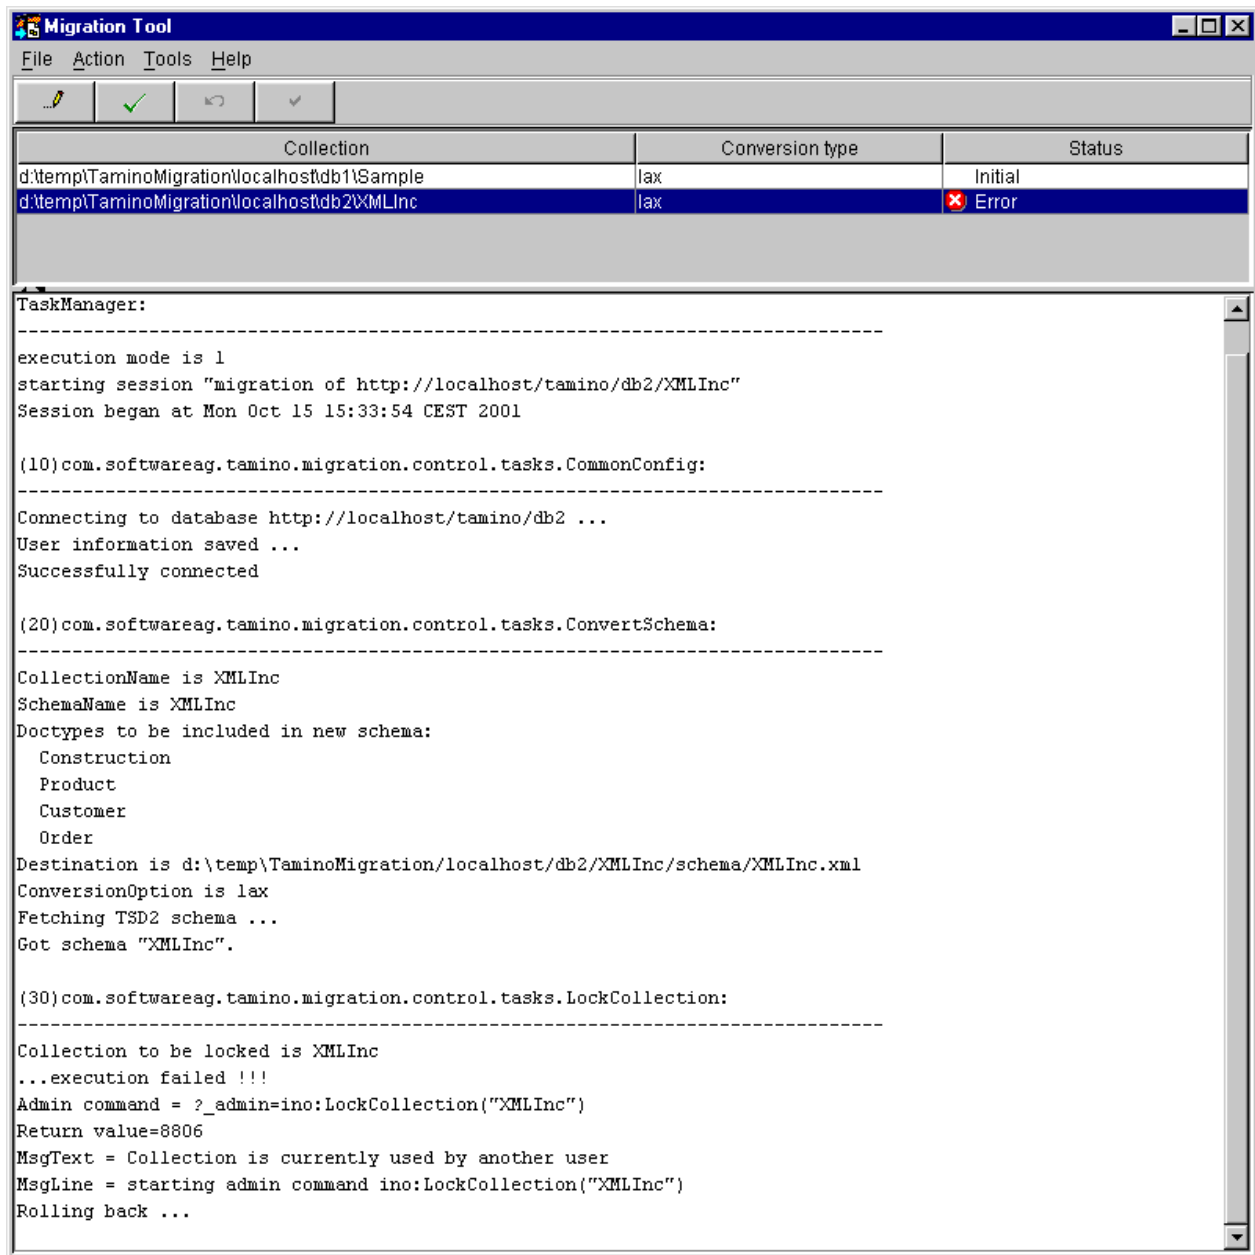 Migration Tool
File Action Tools Help
Collection Conversion type Status
d:\temp\TaminoMigration\localhost\db1\Sample lax Initial
d:\temp\TaminoMigration\localhost\db2\XMLInc lax Error
TaskManager:
-------------------------------------------------------------------------------
execution mode is 1
starting session "migration of http://localhost/tamino/db2/XMLInc"
Session began at Mon Oct 15 15:33:54 CEST 2001
(10)com.softwareag.tamino.migration.control.tasks.CommonConfig:
-------------------------------------------------------------------------------
Connecting to database http://localhost/tamino/db2 ...
User information saved ...
Successfully connected
(20)com.softwareag.tamino.migration.control.tasks.ConvertSchema:
-------------------------------------------------------------------------------
CollectionName is XMLInc
SchemaName is XMLInc
Doctypes to be included in new schema:
Construction
Product
Customer
Order
Destination is d:\temp\TaminoMigration/localhost/db2/XMLInc/schema/XMLInc.xml
ConversionOption is lax
Fetching TSD2 schema ...
Got schema "XMLInc".
(30)com.softwareag.tamino.migration.control.tasks.LockCollection:
-------------------------------------------------------------------------------
Collection to be locked is XMLInc
...execution failed !!!
Admin command = ?_admin=ino:LockCollection("XMLInc")
Return value=8806
MsgText = Collection is currently used by another user
MsgLine = starting admin command ino:LockCollection("XMLInc")
Rolling back ...